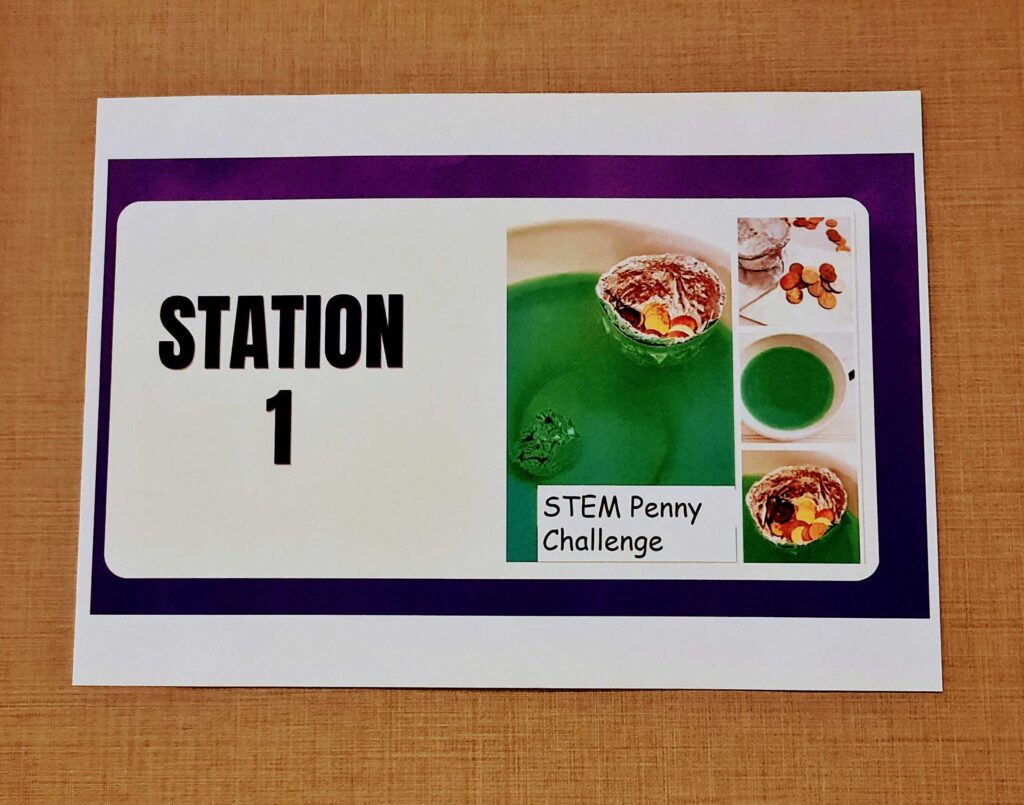 STATION
1
STEM Penny
Challenge